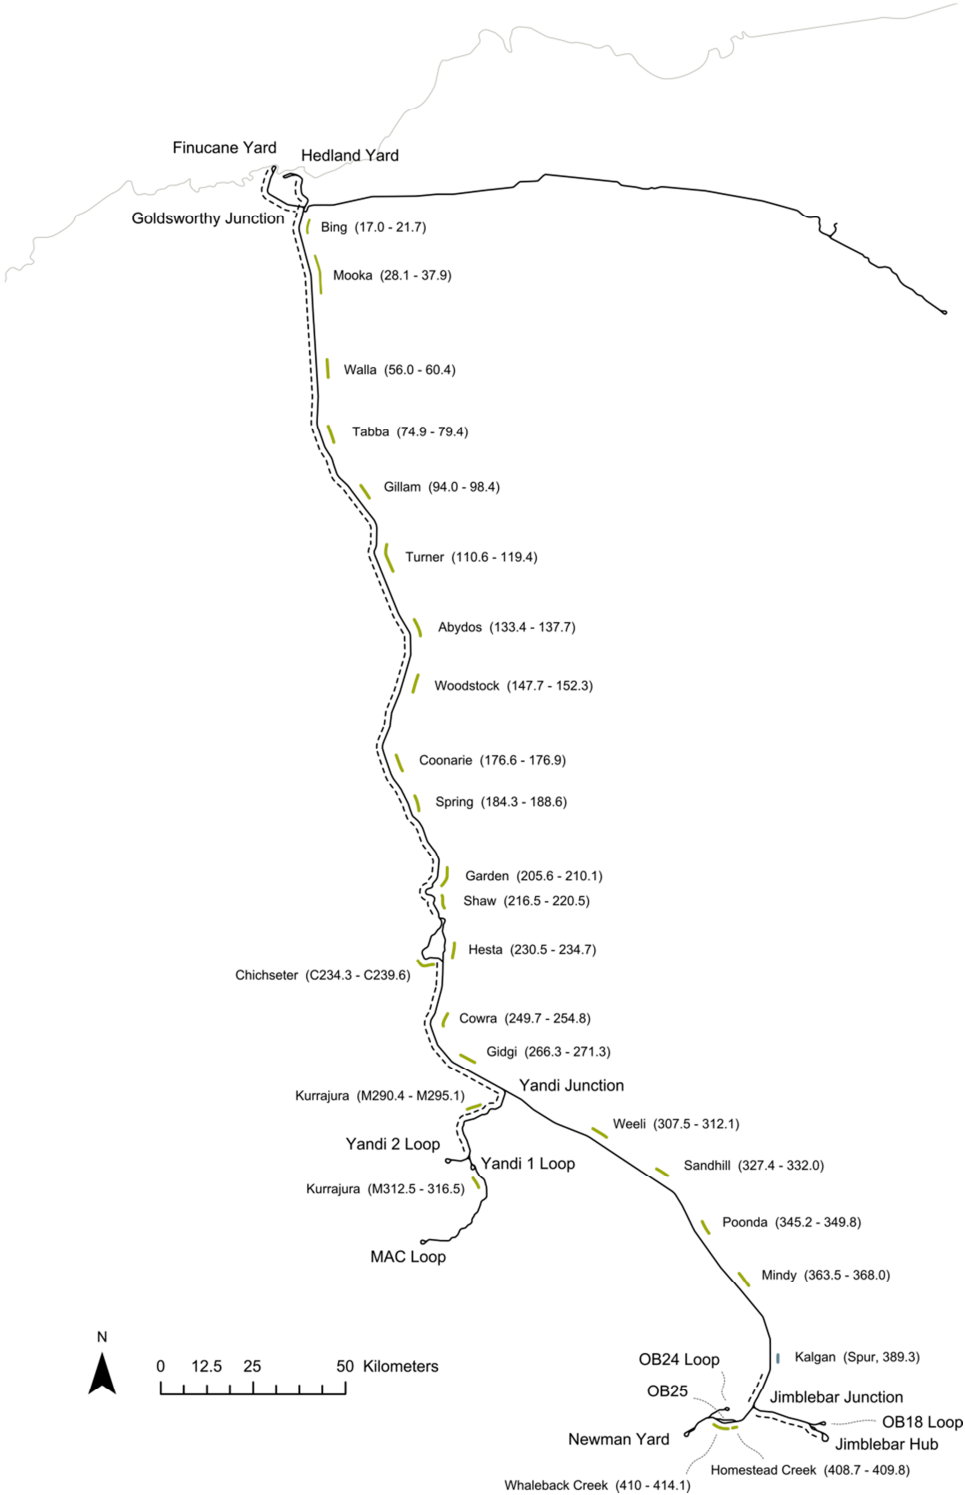 Finucane Yard
Hedland Yard
Goldsworthy Junction
Bing (17.0 - 21.7)
Mooka (28.1 - 37.9)
Walla (56.0 - 60.4)
Tabba (74.9 - 79.4)
Gillam (94.0 - 98.4)
Turner (110.6 - 119.4)
Abydos (133.4 - 137.7)
Woodstock (147.7 - 152.3)
Coonarie (176.6 - 176.9)
Spring (184.3 - 188.6)
Garden (205.6 - 210.1)
Shaw (216.5 - 220.5)
Hesta (230.5 - 234.7)
Chichseter (C234.3 - C239.6)
Cowra (249.7 - 254.8)
Gidgi (266.3 - 271.3)
Yandi Junction
Kurrajura (M290.4 - M295.1)
Weeli (307.5 - 312.1)
Yandi 2 Loop
Yandi 1 Loop
Sandhill (327.4 - 332.0)
Kurrajura (M312.5 - 316.5)
Poonda (345.2 - 349.8)
MAC Loop
Mindy (363.5 - 368.0)
N
0 12.5 25 50 Kilometers
Kalgan (Spur, 389.3)
OB24 Loop
OB25
Jimblebar Junction
OB18 Loop
Newman Yard
Jimblebar Hub
Homestead Creek (408.7 - 409.8)
Whaleback Creek (410 - 414.1)